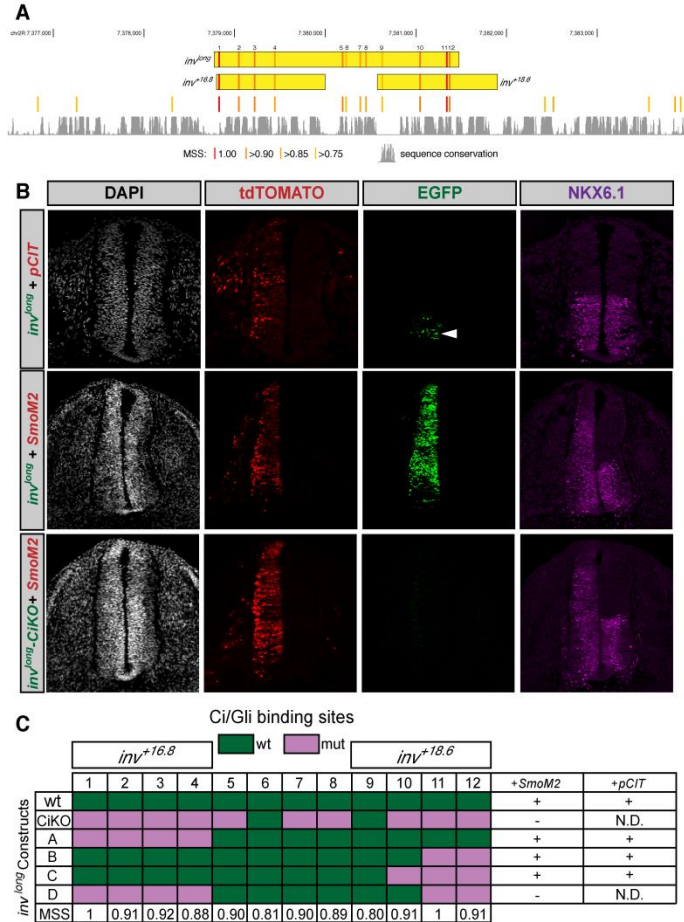 A
chr2R:7,377,000 7,378,000 7,379,000 7,380,000 7,381,000 7,382,000 7,383,000
1 2 3 4 5 6 7 8 9 10 11 12
inv^long
inv^+16.8 inv^+18.6
MSS: 1.00 >0.90 >0.85 >0.75 sequence conservation
B
DAPI tdTOMATO EGFP NKX6.1
inv^long + pCIT
inv^long + SmoM2
inv^long-CiKO+ SmoM2
C
Ci/Gli binding sites
inv^+16.8 wt mut inv^+18.6
1 2 3 4 5 6 7 8 9 10 11 12 +SmoM2 +pCIT
inv^long Constructs
wt + +
CiKO - N.D.
A + +
B + +
C + +
D - N.D.
MSS 1 0.91 0.92 0.88 0.90 0.81 0.90 0.89 0.80 0.91 1 0.91